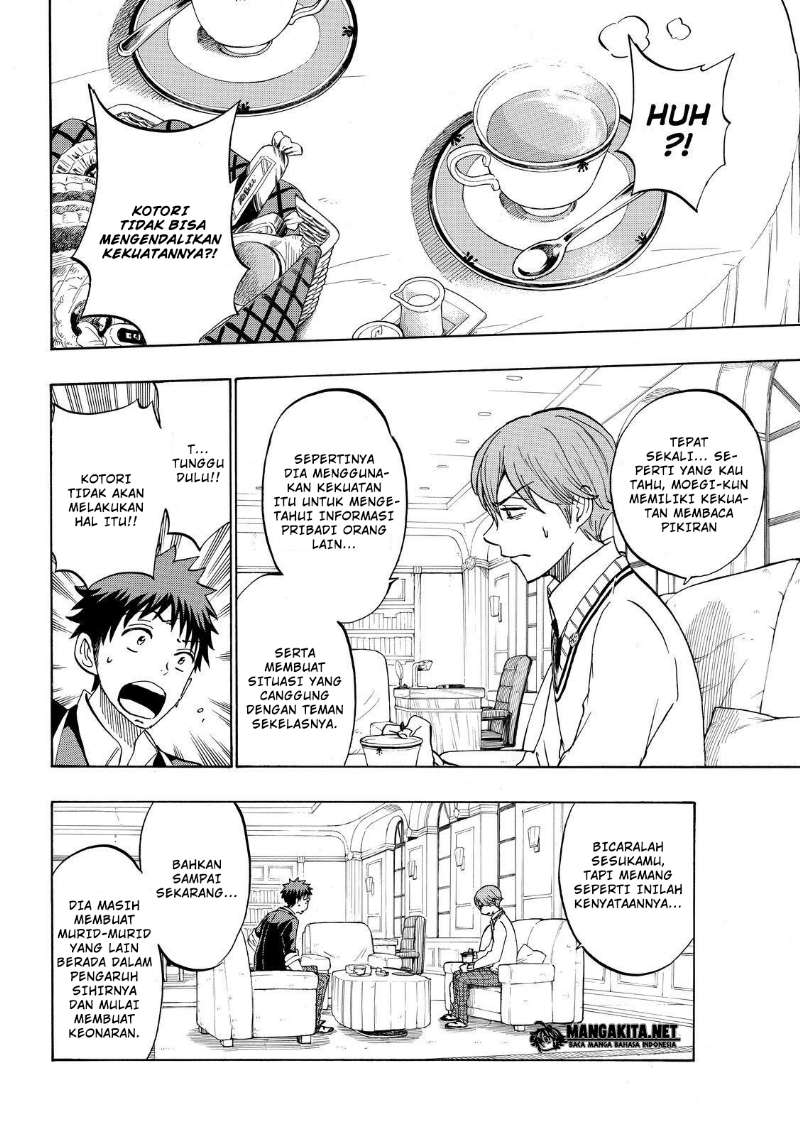 HUH
?!
KOTORI
TIDAK BISA
MENGENDALIKAN
KEKUATANNYA?!
TEPAT
SEKALI... SE-
PERTI YANG KAU
TAHU, MOEGI-KUN
MEMILIKI KEKUA-
TAN MEMBACA
PIKIRAN
SEPERTINYA
DIA MENGGUNA-
KAN KEKUATAN
ITU UNTUK MENGE-
TAHUI INFORMASI
PRIBADI ORANG
LAIN...
SERTA
MEMBUAT
SITUASI YANG
CANGGUNG
DENGAN TEMAN
SEKELASNYA.
T...
TUNGGU
DULU!!
KOTORI
TIDAK AKAN
MELAKUKAN
HAL ITU!!
BICARALAH
SESUKAMU,
TAPI MEMANG
SEPERTI INILAH
KENYATAANNYA...
BAHKAN
SAMPAI
SEKARANG...
DIA MASIH
MEMBUAT
MURID-MURID
YANG LAIN
BERADA DALAM
PENGARUH
SIHIRNYA
DAN MULAI
MEMBUAT
KEONARAN.
MANGAKITA.NET
BACA MANGA BAHASA INDONESIA